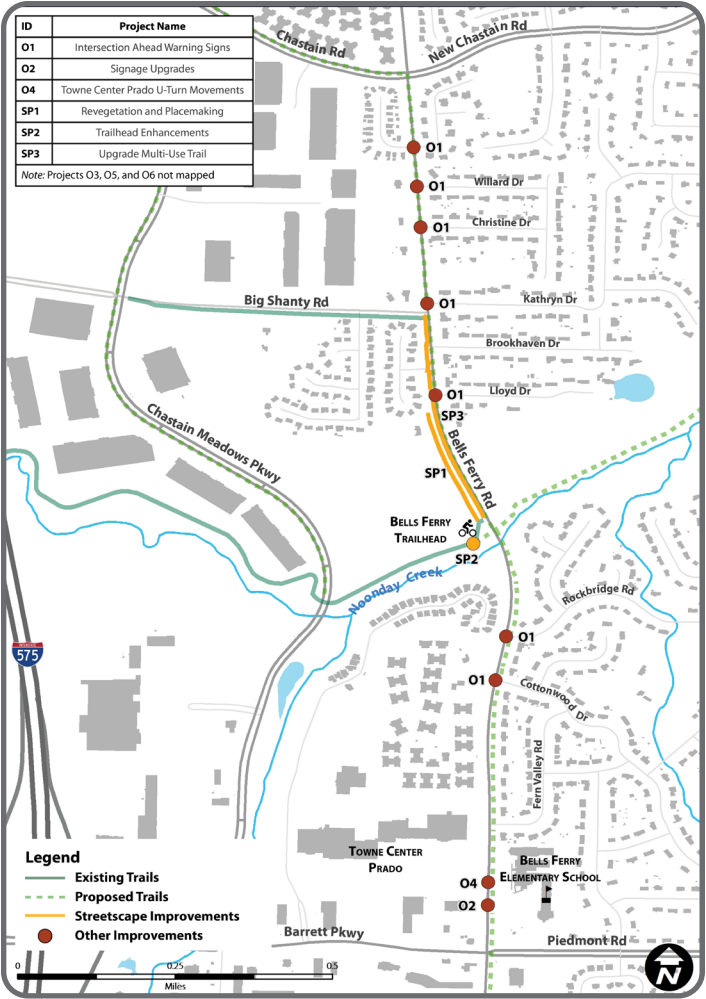 ID Project Name
O1 Intersection Ahead Warning Signs
O2 Signage Upgrades
O4 Towne Center Prado U-Turn Movements
SP1 Revegetation and Placemaking
SP2 Trailhead Enhancements
SP3 Upgrade Multi-Use Trail
Note: Projects O3, O5, and O6 not mapped
Chastain Rd
New Chastain Rd
O1
O1
Willard Dr
O1
Christine Dr
Big Shanty Rd
O1
Kathryn Dr
Brookhaven Dr
O1
Lloyd Dr
SP3
Chastain Meadows Pkwy
Bells Ferry Rd
SP1
Bells Ferry
Trailhead
SP2
Noonday Creek
Rockbridge Rd
O1
575
O1
Cottonwood Dr
Fern Valley Rd
Towne Center
Prado
Bells Ferry
Elementary School
O4
O2
Legend
Existing Trails
Proposed Trails
Streetscape Improvements
Other Improvements
Barrett Pkwy
Piedmont Rd
0 0.25 0.5
Miles
N